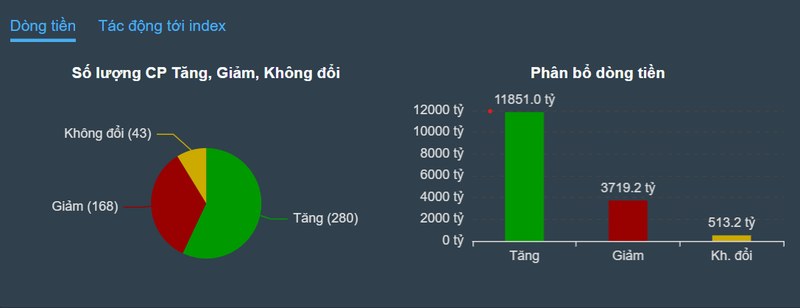 Dòng tiền
Tác động tới index
Số lượng CP Tăng, Giảm, Không đổi
Không đổi (43)
Giảm (168)
Tăng (280)
Phân bổ dòng tiền
11851.0 tỷ
12000 tỷ
10000 tỷ
8000 tỷ
6000 tỷ
3719.2 tỷ
4000 tỷ
2000 tỷ
513.2 tỷ
0 tỷ
Tăng
Giảm
Kh. đổi